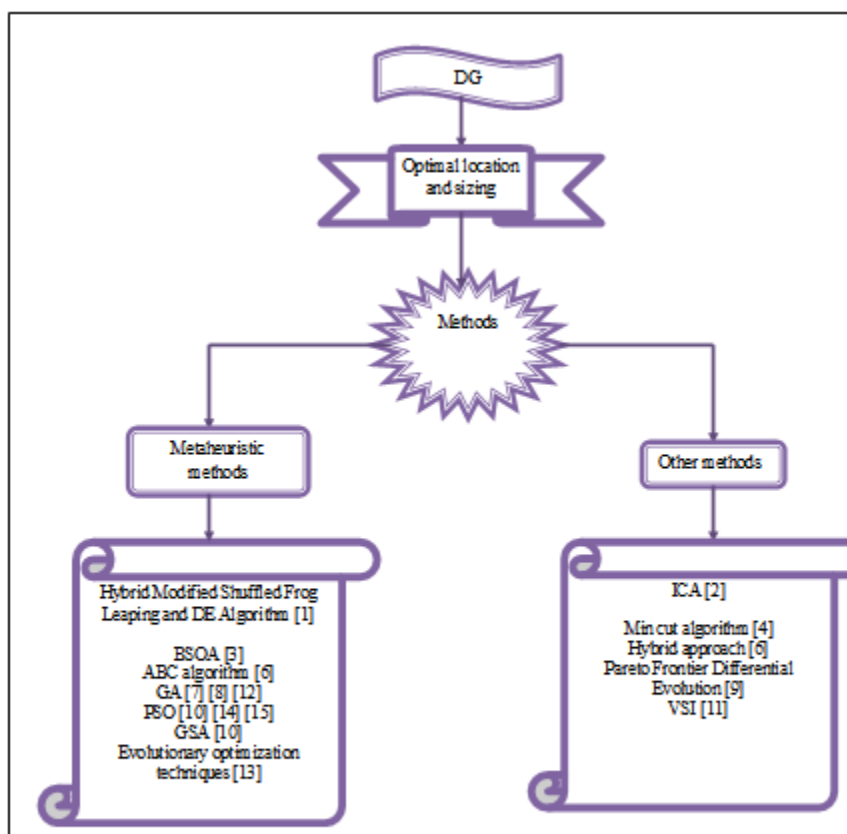 DG
Optimal location
and sizing
Methods
Metaheuristic
methods
Other methods
Hybrid Modified Shuffled Frog
Leaping and DE Algorithm [1]
BSOA [3]
ABC algorithm [6]
GA [7] [8] [12]
PSO [10] [14] [15]
GSA [10]
Evolutionary optimization
techniques [13]
ICA [2]
Min cut algorithm [4]
Hybrid approach [6]
Pareto Frontier Differential
Evolution [9]
VSI [11]